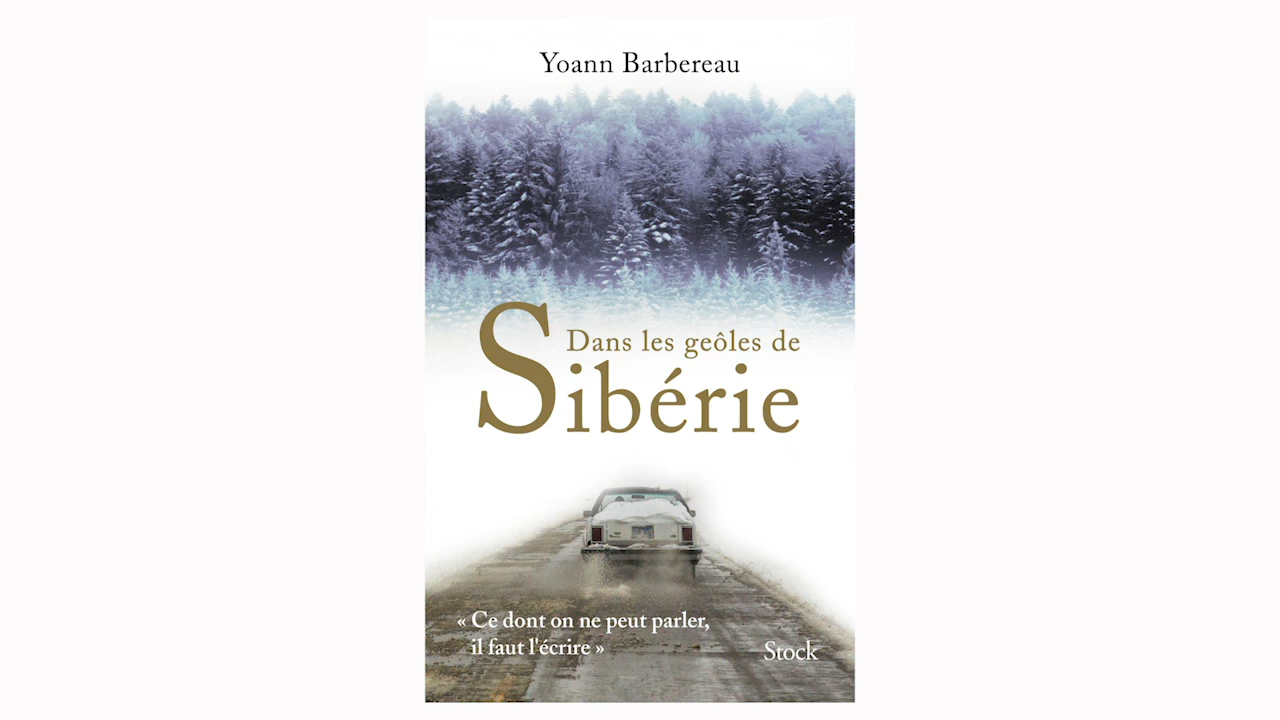 Yoann Barbereau
Dans les geôles de
Sibérie
« Ce dont on ne peut parler,
il faut l'écrire »
Stock